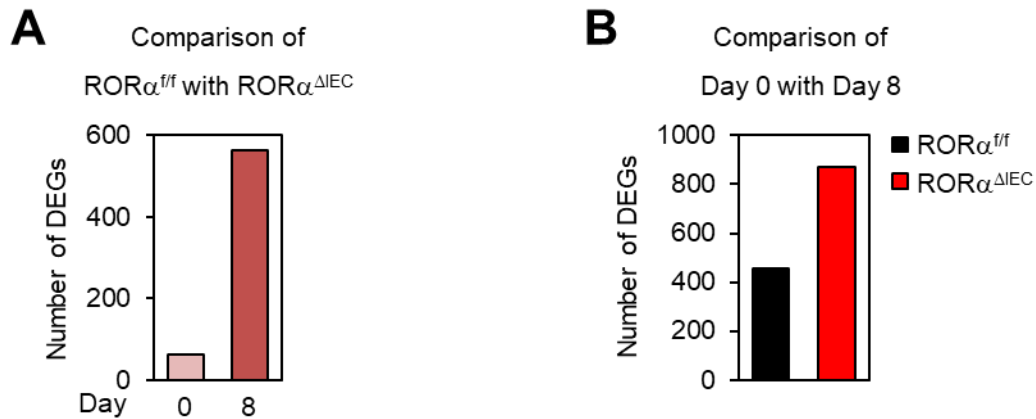 A
Comparison of
RORα^f/f with RORα^ΔIEC
Number of DEGs
600
400
200
0
Day 0 8
B
Comparison of
Day 0 with Day 8
Number of DEGs
1000
800
600
400
200
0
RORα^f/f
RORα^ΔIEC